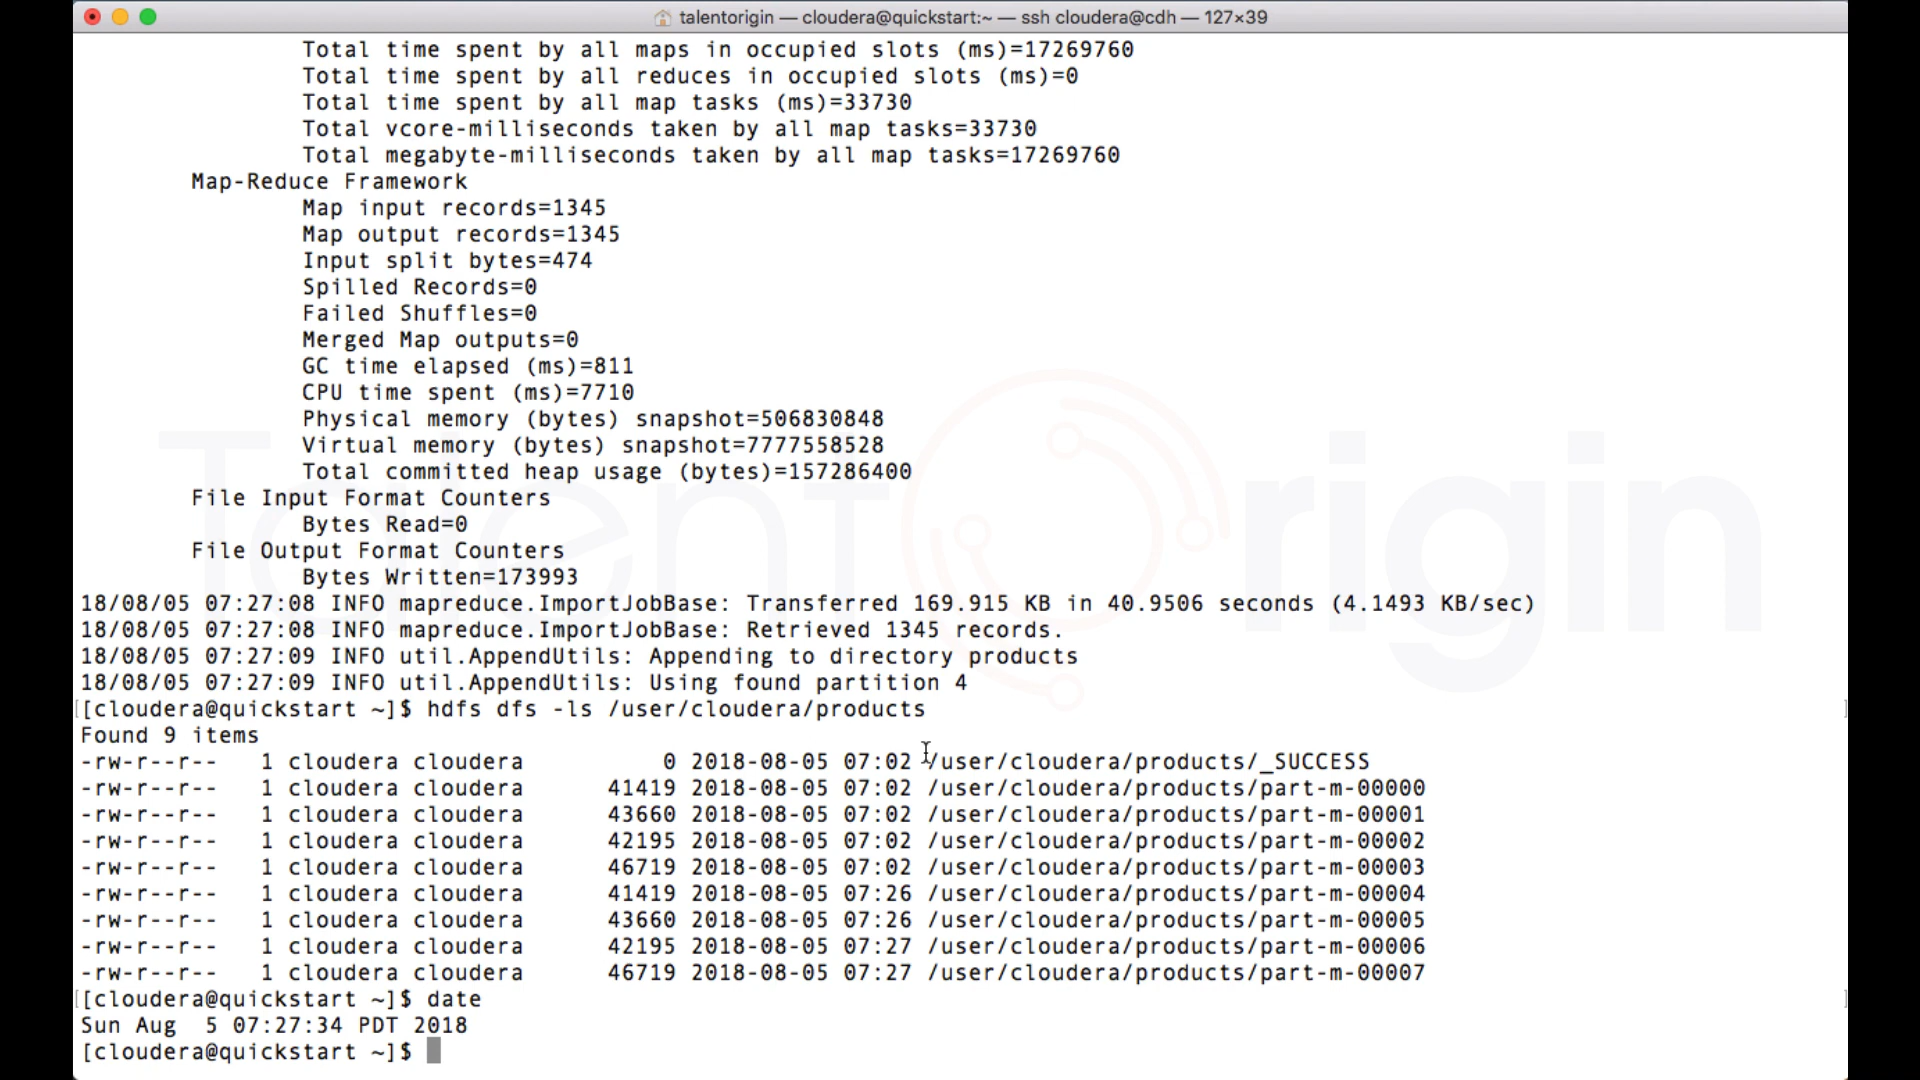 talentorigin — cloudera@quickstart:~ — ssh cloudera@cdh — 127×39
Total time spent by all maps in occupied slots (ms)=17269760
Total time spent by all reduces in occupied slots (ms)=0
Total time spent by all map tasks (ms)=33730
Total vcore-milliseconds taken by all map tasks=33730
Total megabyte-milliseconds taken by all map tasks=17269760
Map-Reduce Framework
Map input records=1345
Map output records=1345
Input split bytes=474
Spilled Records=0
Failed Shuffles=0
Merged Map outputs=0
GC time elapsed (ms)=811
CPU time spent (ms)=7710
Physical memory (bytes) snapshot=506830848
Virtual memory (bytes) snapshot=7777558528
Total committed heap usage (bytes)=157286400
File Input Format Counters
Bytes Read=0
File Output Format Counters
Bytes Written=173993
18/08/05 07:27:08 INFO mapreduce.ImportJobBase: Transferred 169.915 KB in 40.9506 seconds (4.1493 KB/sec)
18/08/05 07:27:08 INFO mapreduce.ImportJobBase: Retrieved 1345 records.
18/08/05 07:27:09 INFO util.AppendUtils: Appending to directory products
18/08/05 07:27:09 INFO util.AppendUtils: Using found partition 4
[[cloudera@quickstart ~]$ hdfs dfs -ls /user/cloudera/products ]
Found 9 items
-rw-r--r--   1 cloudera cloudera          0 2018-08-05 07:02 /user/cloudera/products/_SUCCESS
-rw-r--r--   1 cloudera cloudera      41419 2018-08-05 07:02 /user/cloudera/products/part-m-00000
-rw-r--r--   1 cloudera cloudera      43660 2018-08-05 07:02 /user/cloudera/products/part-m-00001
-rw-r--r--   1 cloudera cloudera      42195 2018-08-05 07:02 /user/cloudera/products/part-m-00002
-rw-r--r--   1 cloudera cloudera      46719 2018-08-05 07:02 /user/cloudera/products/part-m-00003
-rw-r--r--   1 cloudera cloudera      41419 2018-08-05 07:26 /user/cloudera/products/part-m-00004
-rw-r--r--   1 cloudera cloudera      43660 2018-08-05 07:26 /user/cloudera/products/part-m-00005
-rw-r--r--   1 cloudera cloudera      42195 2018-08-05 07:27 /user/cloudera/products/part-m-00006
-rw-r--r--   1 cloudera cloudera      46719 2018-08-05 07:27 /user/cloudera/products/part-m-00007
[[cloudera@quickstart ~]$ date ]
Sun Aug  5 07:27:34 PDT 2018
[cloudera@quickstart ~]$
TalentOrigin